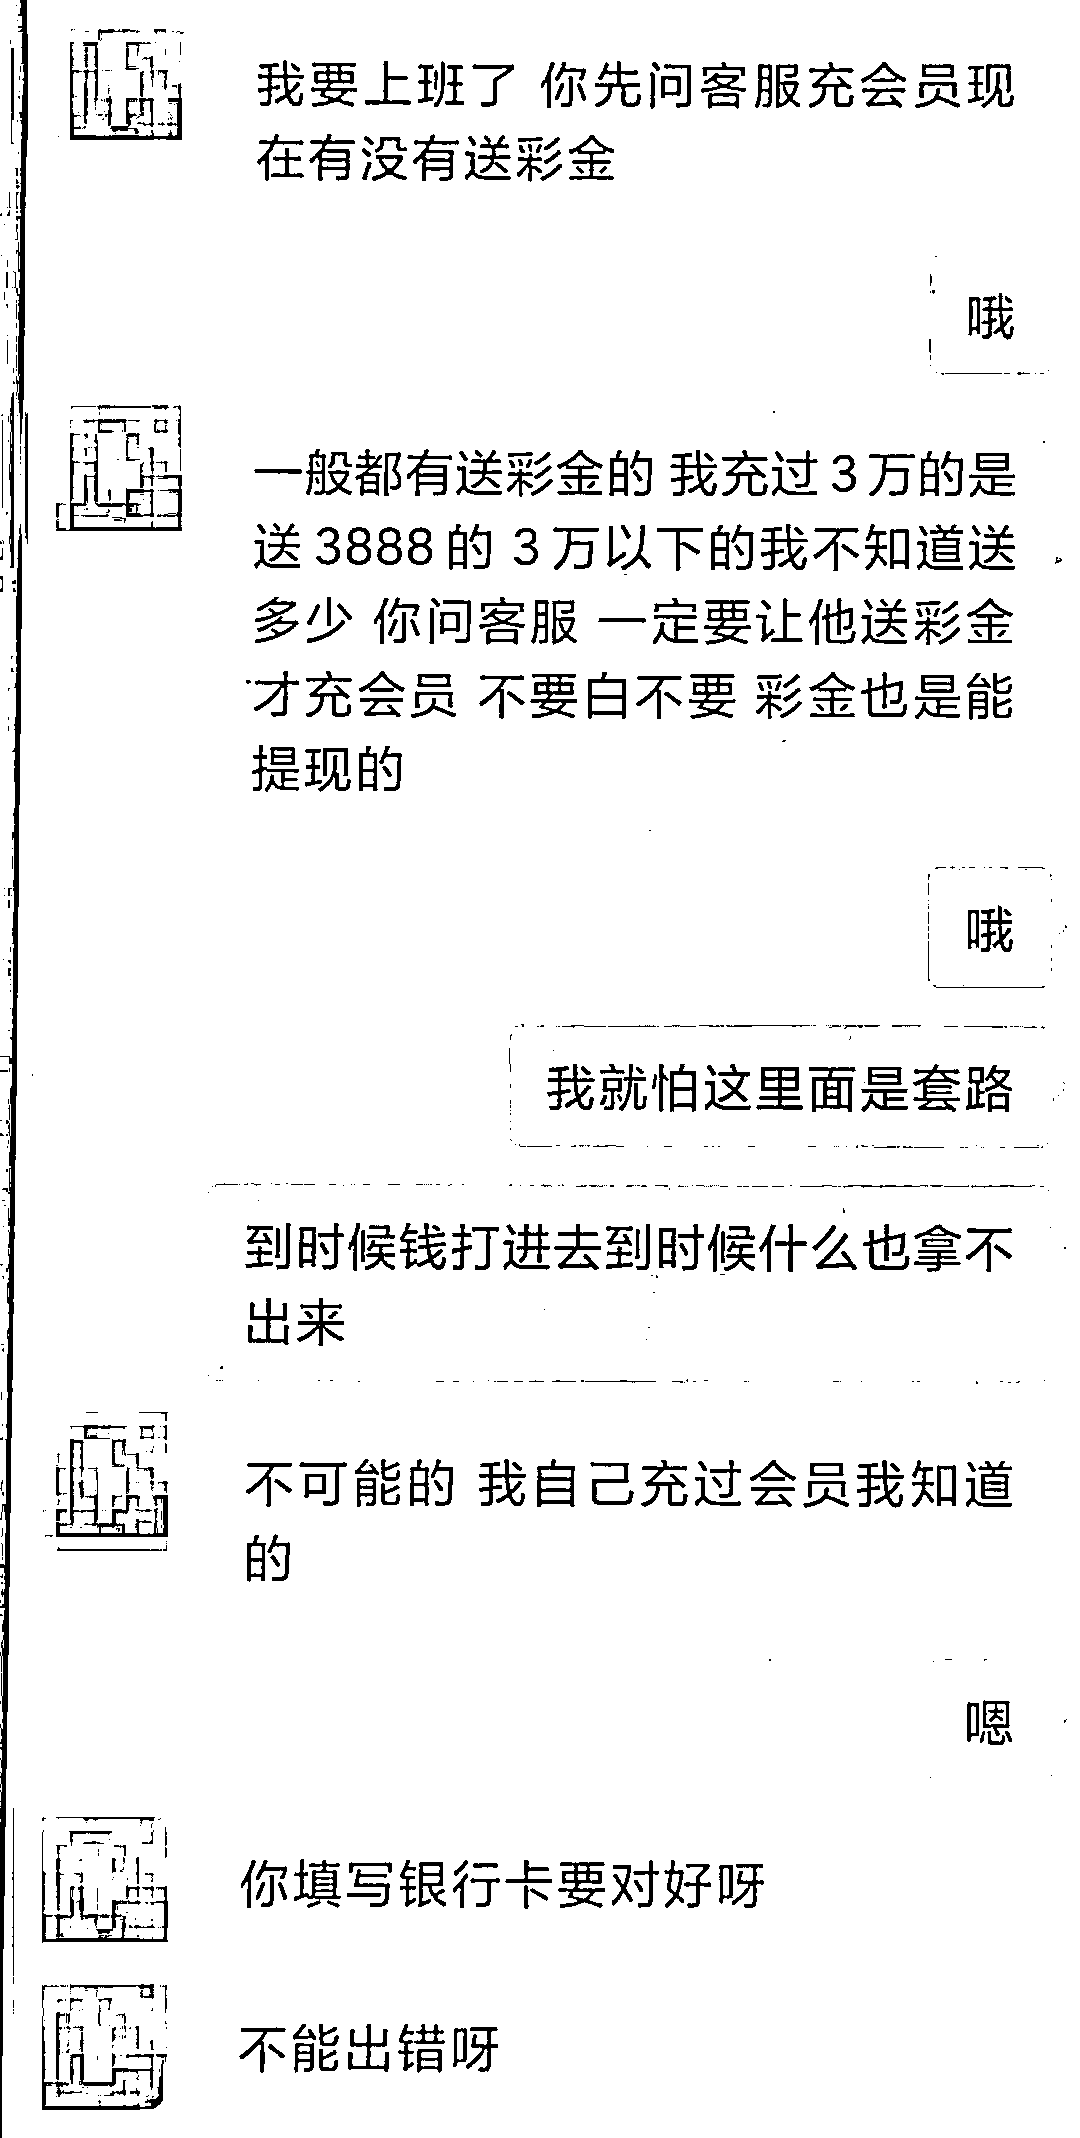 我要上班了 你先问客服充会员现
在有没有送彩金
哦
一般都有送彩金的 我充过3万的是
送3888的 3万以下的我不知道送
多少 你问客服 一定要让他送彩金
才充会员 不要白不要 彩金也是能
提现的
哦
我就怕这里面是套路
到时候钱打进去到时候什么也拿不
出来
不可能的 我自己充过会员我知道
的
嗯
你填写银行卡要对好呀
不能出错呀